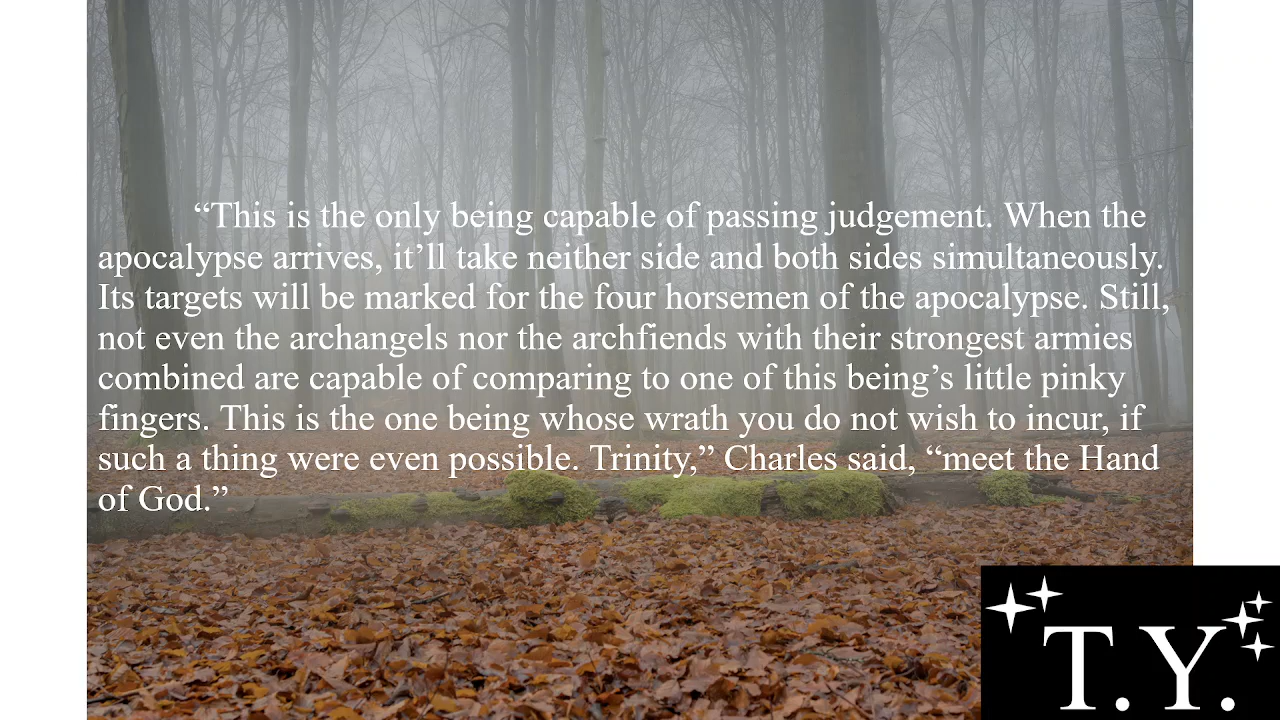 “This is the only being capable of passing judgement. When the
apocalypse arrives, it’ll take neither side and both sides simultaneously.
Its targets will be marked for the four horsemen of the apocalypse. Still,
not even the archangels nor the archfiends with their strongest armies
combined are capable of comparing to one of this being’s little pinky
fingers. This is the one being whose wrath you do not wish to incur, if
such a thing were even possible. Trinity,” Charles said, “meet the Hand
of God.”
T.Y.